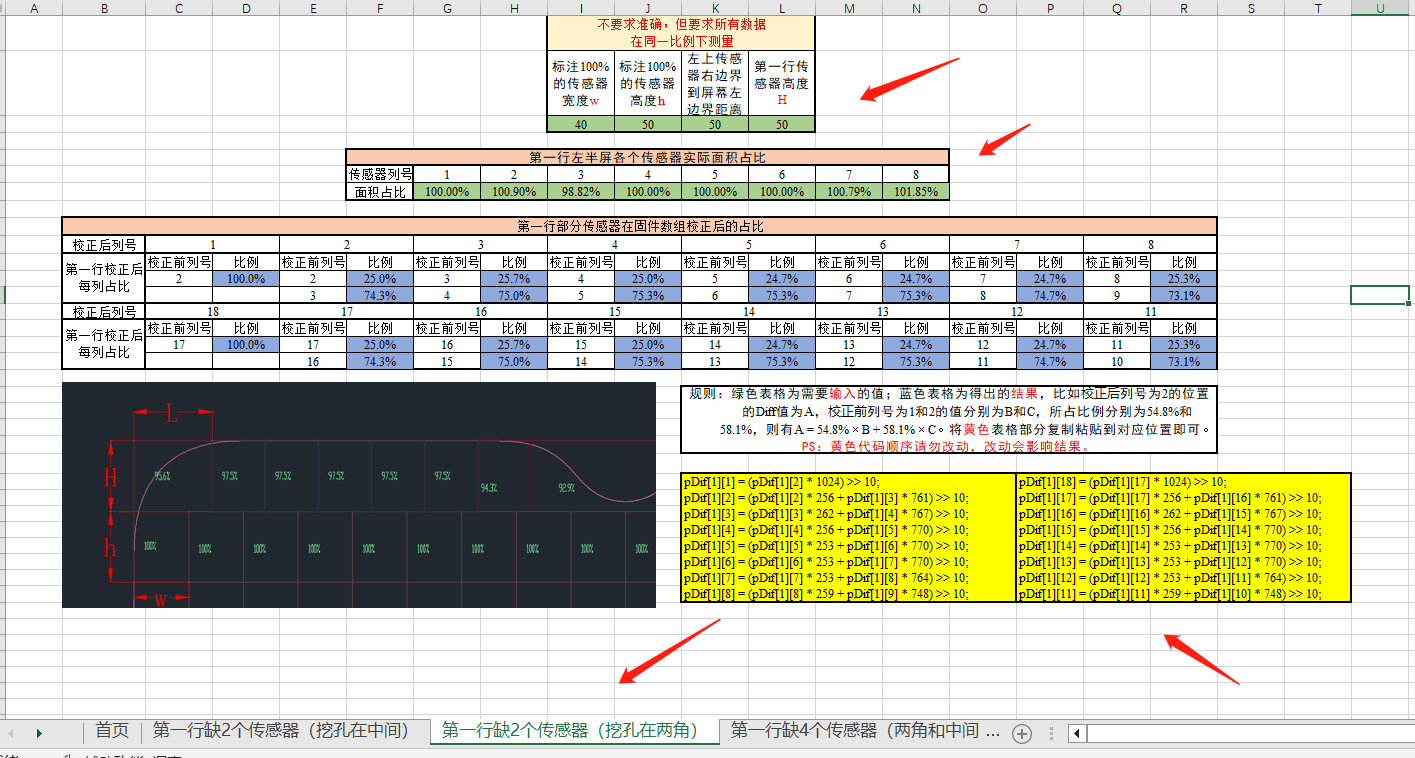 A B C D E F G H I J K L M N O P Q R S T U
不要求准确，但要求所有数据
在同一比例下测量
标注100%的传感器宽度w 标注100%的传感器高度h 左上传感器右边界到屏幕左边界距离 第一行传感器高度H
40 50 50 50
第一行左半屏各个传感器实际面积占比
传感器列号 1 2 3 4 5 6 7 8
面积占比 100.00% 100.90% 98.82% 100.00% 100.00% 100.00% 100.79% 101.85%
第一行部分传感器在固件数组校正后的占比
校正后列号 1 2 3 4 5 6 7 8
第一行校正后每列占比 校正前列号 比例 校正前列号 比例 校正前列号 比例 校正前列号 比例 校正前列号 比例 校正前列号 比例 校正前列号 比例 校正前列号 比例
2 100.0% 2 25.0% 3 25.7% 4 25.0% 5 24.7% 6 24.7% 7 24.7% 8 25.3%
3 74.3% 4 75.0% 5 75.3% 6 75.3% 7 75.3% 8 74.7% 9 73.1%
校正后列号 18 17 16 15 14 13 12 11
第一行校正后每列占比 校正前列号 比例 校正前列号 比例 校正前列号 比例 校正前列号 比例 校正前列号 比例 校正前列号 比例 校正前列号 比例 校正前列号 比例
17 100.0% 17 25.0% 16 25.7% 15 25.0% 14 24.7% 13 24.7% 12 24.7% 11 25.3%
16 74.3% 15 75.0% 14 75.3% 13 75.3% 12 75.3% 11 74.7% 10 73.1%
L
H
95.6% 97.5% 97.5% 97.5% 97.5% 97.5% 94.3% 92.9%
h
100% 100% 100% 100% 100% 100% 100% 100% 100% 100%
w
规则：绿色表格为需要输入的值；蓝色表格为得出的结果，比如校正后列号为2的位置
的Diff值为A，校正前列号为1和2的值分别为B和C，所占比例分别为54.8%和
58.1%，则有A = 54.8% × B + 58.1% × C。将黄色表格部分复制粘贴到对应位置即可。
PS：黄色代码顺序请勿改动，改动会影响结果。
pDif[1][1] = (pDif[1][2] * 1024) >> 10;
pDif[1][2] = (pDif[1][2] * 256 + pDif[1][3] * 761) >> 10;
pDif[1][3] = (pDif[1][3] * 262 + pDif[1][4] * 767) >> 10;
pDif[1][4] = (pDif[1][4] * 256 + pDif[1][5] * 770) >> 10;
pDif[1][5] = (pDif[1][5] * 253 + pDif[1][6] * 770) >> 10;
pDif[1][6] = (pDif[1][6] * 253 + pDif[1][7] * 770) >> 10;
pDif[1][7] = (pDif[1][7] * 253 + pDif[1][8] * 764) >> 10;
pDif[1][8] = (pDif[1][8] * 259 + pDif[1][9] * 748) >> 10;
pDif[1][18] = (pDif[1][17] * 1024) >> 10;
pDif[1][17] = (pDif[1][17] * 256 + pDif[1][16] * 761) >> 10;
pDif[1][16] = (pDif[1][16] * 262 + pDif[1][15] * 767) >> 10;
pDif[1][15] = (pDif[1][15] * 256 + pDif[1][14] * 770) >> 10;
pDif[1][14] = (pDif[1][14] * 253 + pDif[1][13] * 770) >> 10;
pDif[1][13] = (pDif[1][13] * 253 + pDif[1][12] * 770) >> 10;
pDif[1][12] = (pDif[1][12] * 253 + pDif[1][11] * 764) >> 10;
pDif[1][11] = (pDif[1][11] * 259 + pDif[1][10] * 748) >> 10;
首页 第一行缺2个传感器（挖孔在中间） 第一行缺2个传感器（挖孔在两角） 第一行缺4个传感器（两角和中间 ...